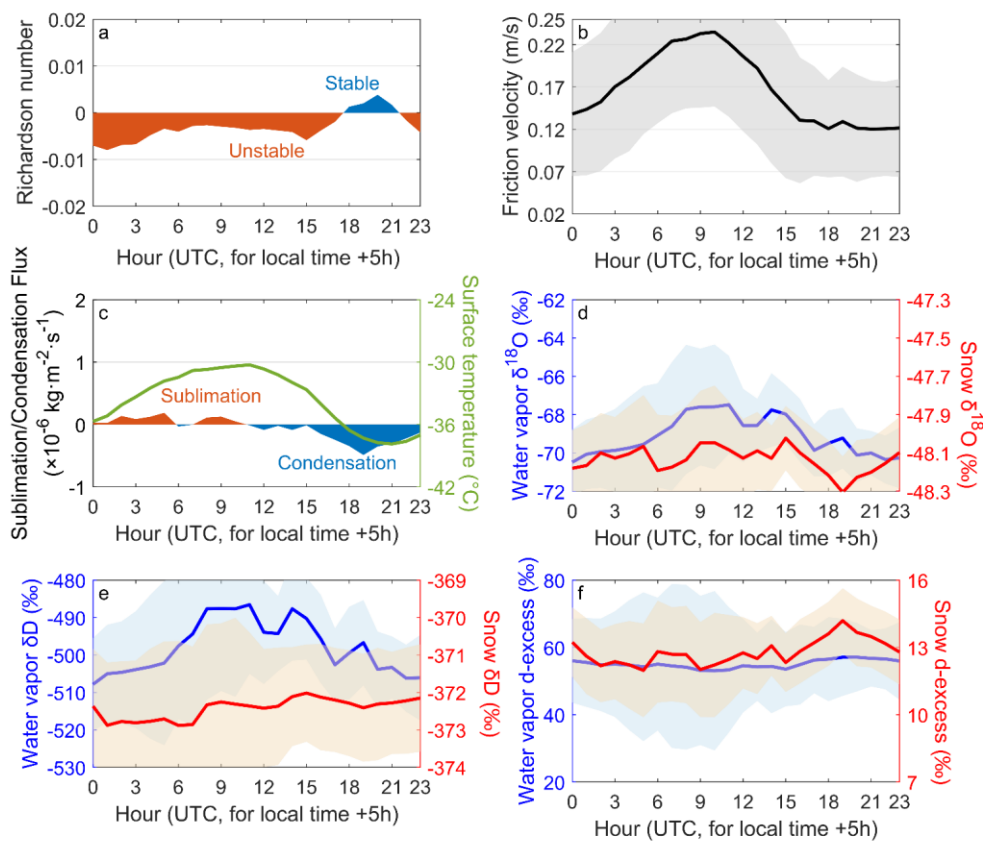 a
Richardson number
0.02
0.01
0
-0.01
-0.02
Stable
Unstable
0 3 6 9 12 15 18 21 23
Hour (UTC, for local time +5h)
b
Friction velocity (m/s)
0.25
0.22
0.17
0.12
0.07
0.02
0 3 6 9 12 15 18 21 23
Hour (UTC, for local time +5h)
c
Sublimation/Condensation Flux
(×10⁻⁶ kg·m⁻²·s⁻¹)
2
1
0
-1
Sublimation
Condensation
-24
-30
-36
-42
Surface temperature
(°C)
0 3 6 9 12 15 18 21 23
Hour (UTC, for local time +5h)
d
Water vapor δ¹⁸O (‰)
-62
-64
-66
-68
-70
-72
-47.3
-47.5
-47.7
-47.9
-48.1
-48.3
Snow δ¹⁸O
(‰)
0 3 6 9 12 15 18 21 23
Hour (UTC, for local time +5h)
e
Water vapor δD (‰)
-480
-490
-500
-510
-520
-530
-369
-370
-371
-372
-373
-374
Snow δD
(‰)
0 3 6 9 12 15 18 21 23
Hour (UTC, for local time +5h)
f
Water vapor d-excess (‰)
80
60
40
20
16
13
10
7
Snow d-excess
(‰)
0 3 6 9 12 15 18 21 23
Hour (UTC, for local time +5h)